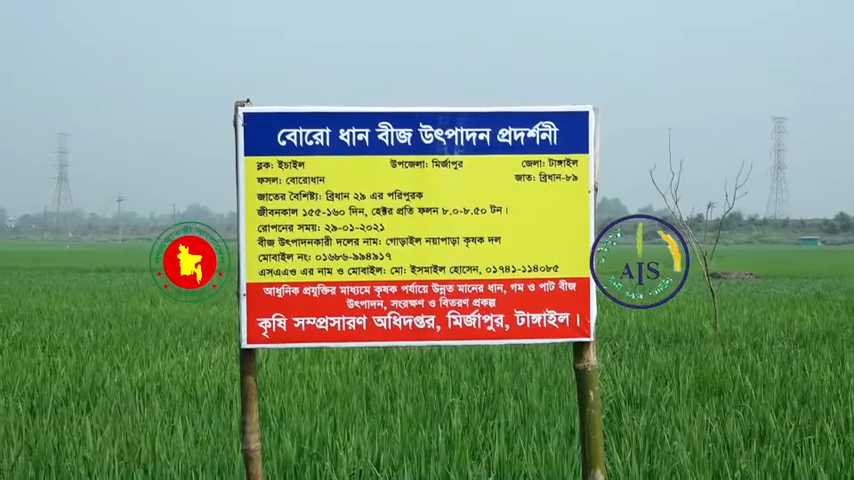 বোরো ধান বীজ উৎপাদন প্রদর্শনী
ব্লক: ইচাইল উপজেলা: মির্জাপুর জেলা: টাঙ্গাইল
ফসল: বোরোধান জাত: ব্রিধান-৮৯
জাতের বৈশিষ্ট্য: ব্রিধান ২৯ এর পরিপুরক
জীবনকাল ১৫৫-১৬০ দিন, হেক্টর প্রতি ফলন ৮.০-৮.৫০ টন।
রোপনের সময়: ২৯-০১-২০২১
বীজ উৎপাদনকারী দলের নাম: গোড়াইল নয়াপাড়া কৃষক দল
মোবাইল নং: ০১৬৮৬-৯৯৪৯১৭
এসএএও এর নাম ও মোবাইল: মো: ইসমাইল হোসেন, ০১৭৪১-১১৪০৮৫
আধুনিক প্রযুক্তির মাধ্যমে কৃষক পর্যায়ে উন্নত মানের ধান, গম ও পাট বীজ
উৎপাদন, সংরক্ষণ ও বিতরণ প্রকল্প
কৃষি সম্প্রসারণ অধিদপ্তর, মির্জাপুর, টাঙ্গাইল।
AIS